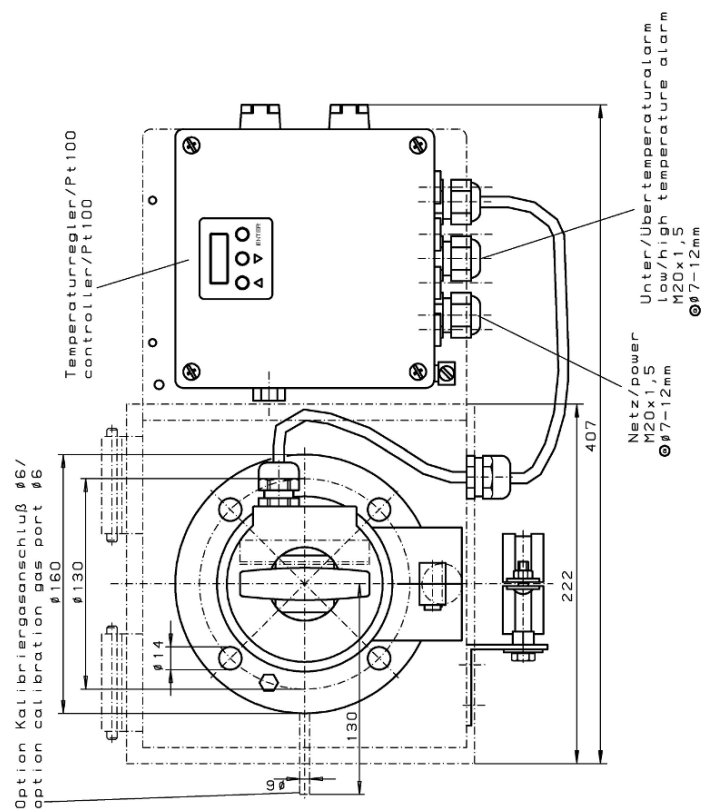 Temperaturregler/Pt100
controller/Pt100
ENTER
Unter/Übertemperaturalarm
low/high temperature alarm
M20x1,5
ø7-12mm
Netz/power
M20x1,5
ø7-12mm
407
222
Option Kalibriergasanschluß ø6/
option calibration gas port ø6
ø160
ø130
ø14
130
ø6